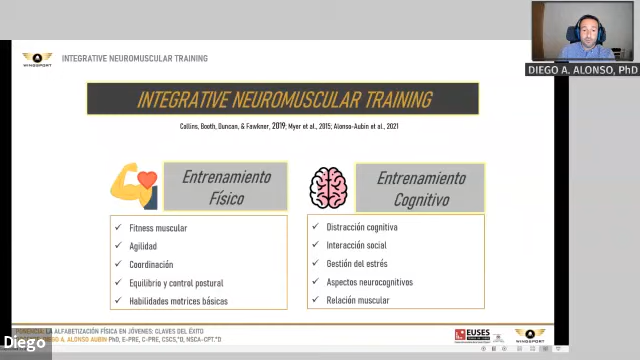 INTEGRATIVE NEUROMUSCULAR TRAINING
WINGSPORT
DIEGO A. ALONSO, PhD
INTEGRATIVE NEUROMUSCULAR TRAINING
Collins, Booth, Duncan, & Fawkner, 2019; Myer et al., 2015; Alonso-Aubin et al., 2021
Entrenamiento
Físico
Fitness muscular
Agilidad
Coordinación
Equilibrio y control postural
Habilidades motrices básicas
Entrenamiento
Cognitivo
Distracción cognitiva
Interacción social
Gestión del estrés
Aspectos neurocognitivos
Relación muscular
PONENCIA: LA ALFABETIZACIÓN FÍSICA EN JÓVENES: CLAVES DEL ÉXITO
D. ALONSO AUBIN PhD, E-PRE, C-PRE, CSCS,*D, NSCA-CPT,*D
Diego
EUSES
WINGSPORT